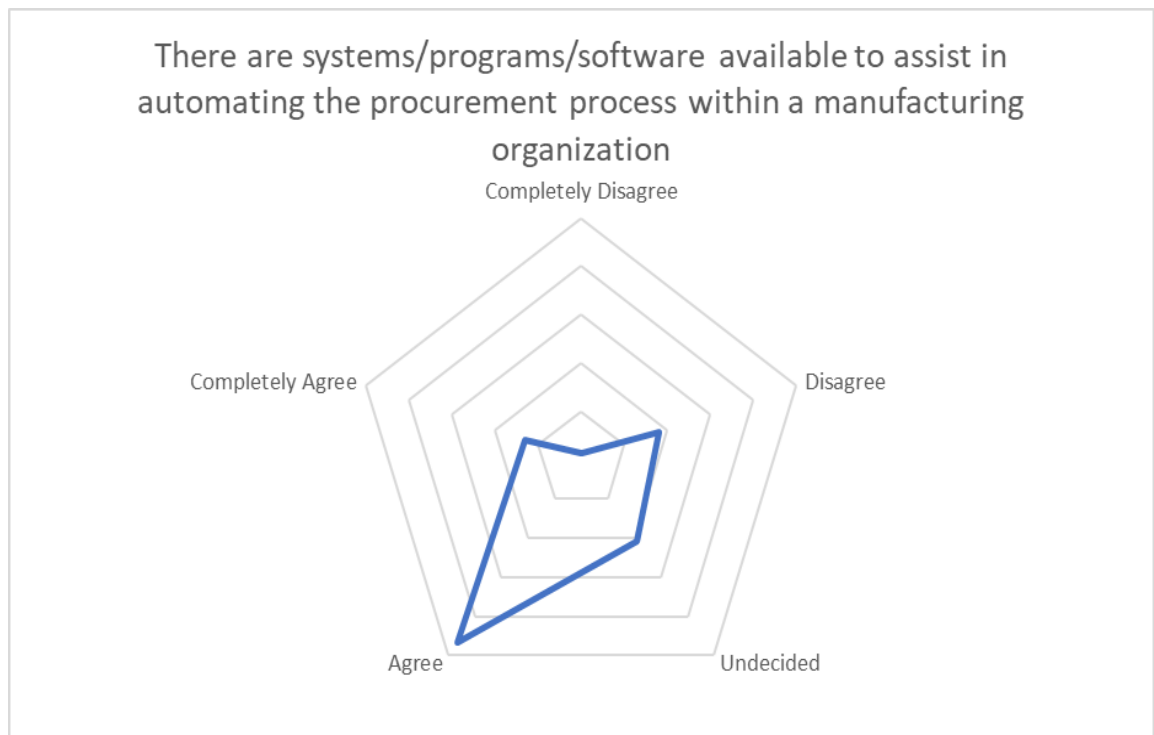 There are systems/programs/software available to assist in
automating the procurement process within a manufacturing
organization
Completely Disagree
Completely Agree
Disagree
Agree
Undecided